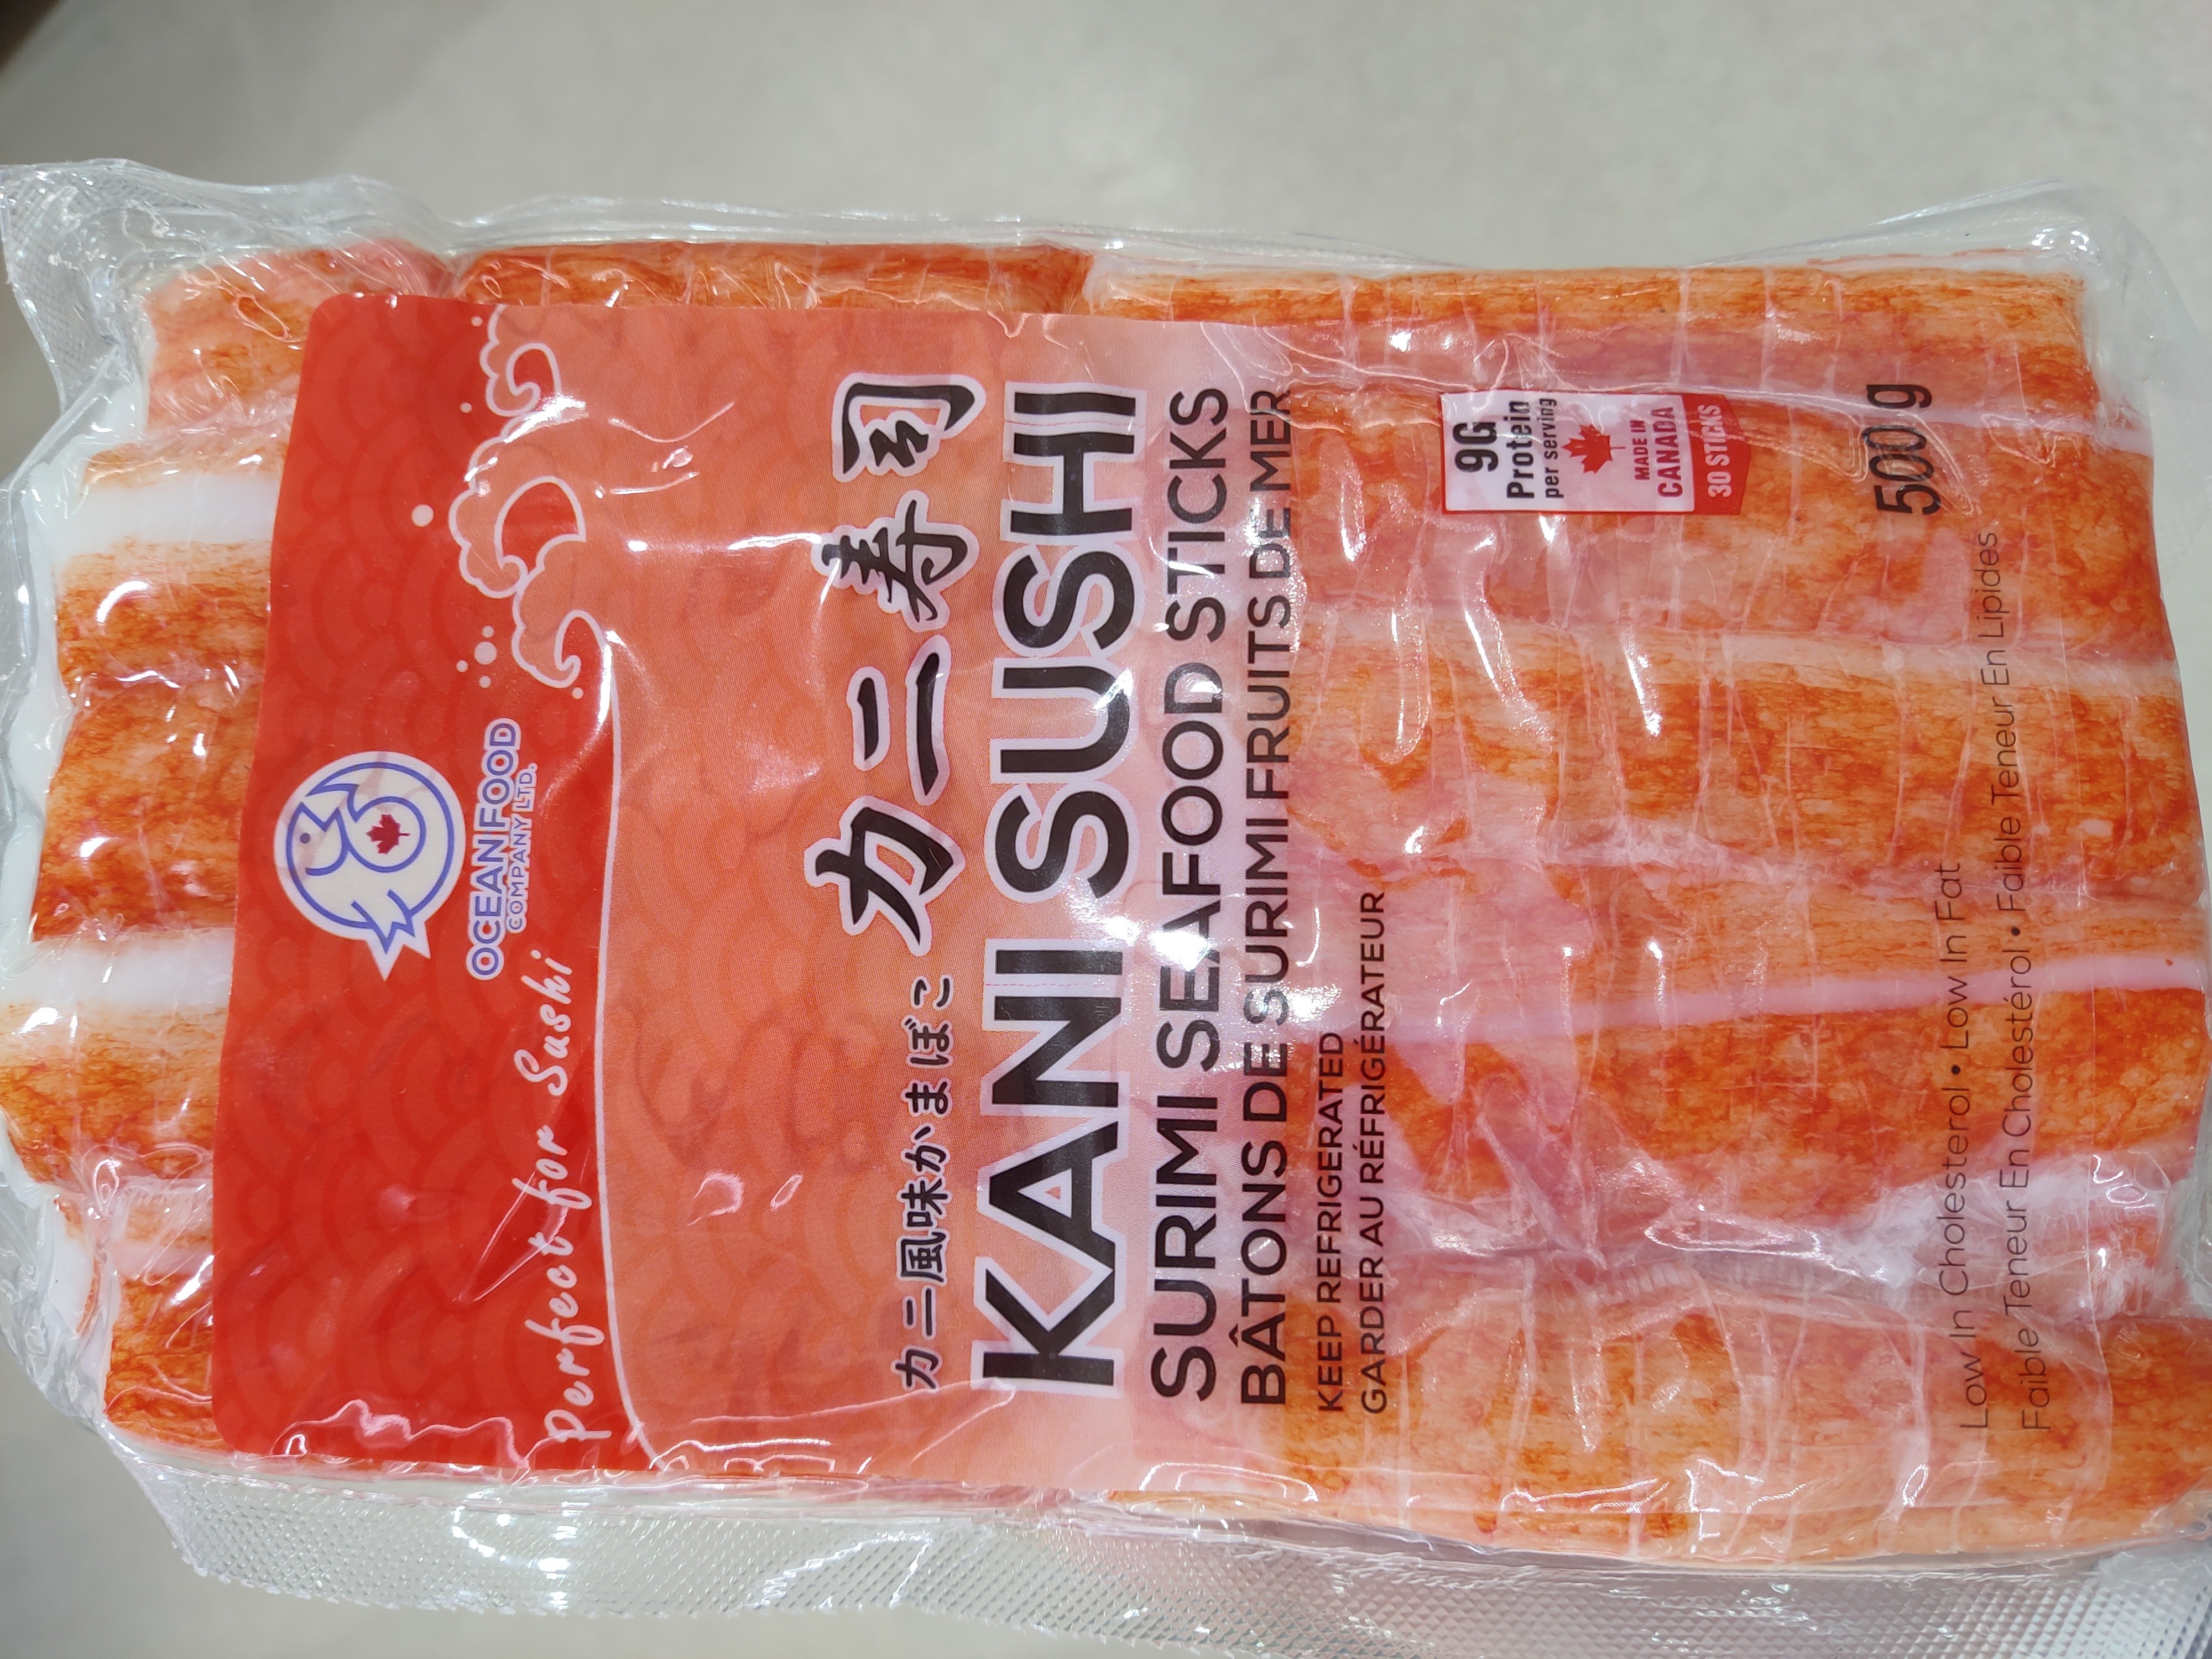 OCEAN FOOD
COMPANY LTD.
Perfect for Sushi
カニ風味かまぼこ カニ寿司
KANI SUSHI
SURIMI SEAFOOD STICKS
BÂTONS DE SURIMI FRUITS DE MER
KEEP REFRIGERATED
GARDER AU RÉFRIGÉRATEUR
9G
Protein
per serving
MADE IN
CANADA
30 STICKS
500 g
Low In Cholesterol • Low In Fat
Faible Teneur En Cholestérol • Faible Teneur En Lipides